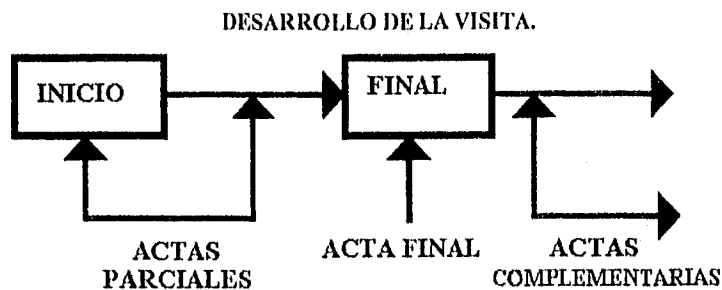 DESARROLLO DE LA VISITA.
INICIO
FINAL
ACTAS
PARCIALES
ACTA FINAL
ACTAS
COMPLEMENTARIAS